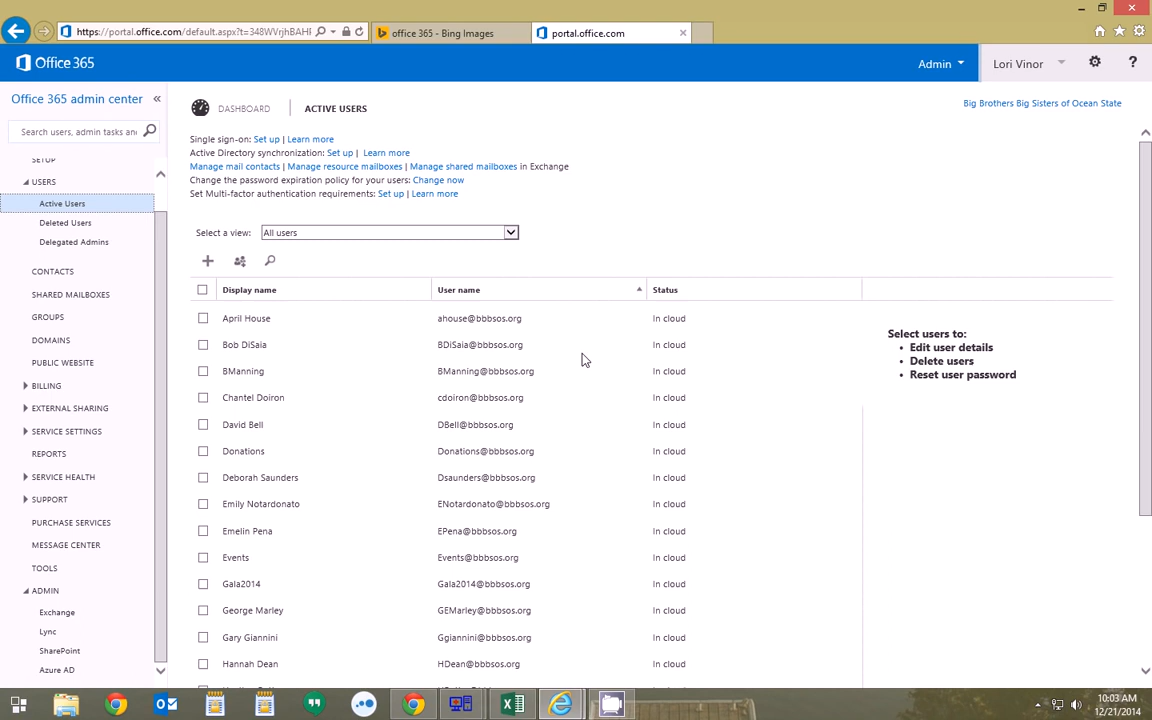 https://portal.office.com/default.aspx?t=348WVrjhBAHF
office 365 - Bing Images
portal.office.com
Office 365
Admin
Lori Vinor
?
Office 365 admin center «
Search users, admin tasks and
DASHBOARD
ACTIVE USERS
Big Brothers Big Sisters of Ocean State
Single sign-on: Set up | Learn more
Active Directory synchronization: Set up | Learn more
Manage mail contacts | Manage resource mailboxes | Manage shared mailboxes in Exchange
Change the password expiration policy for your users: Change now
Set Multi-factor authentication requirements: Set up | Learn more
SETUP
USERS
Active Users
Deleted Users
Delegated Admins
CONTACTS
SHARED MAILBOXES
GROUPS
DOMAINS
PUBLIC WEBSITE
BILLING
EXTERNAL SHARING
SERVICE SETTINGS
REPORTS
SERVICE HEALTH
SUPPORT
PURCHASE SERVICES
MESSAGE CENTER
TOOLS
ADMIN
Exchange
Lync
SharePoint
Azure AD
Select a view: All users
Display name User name Status
April House ahouse@bbbsos.org In cloud
Bob DiSaia BDiSaia@bbbsos.org In cloud
BManning BManning@bbbsos.org In cloud
Chantel Doiron cdoiron@bbbsos.org In cloud
David Bell DBell@bbbsos.org In cloud
Donations Donations@bbbsos.org In cloud
Deborah Saunders Dsaunders@bbbsos.org In cloud
Emily Notardonato ENotardonato@bbbsos.org In cloud
Emelin Pena EPena@bbbsos.org In cloud
Events Events@bbbsos.org In cloud
Gala2014 Gala2014@bbbsos.org In cloud
George Marley GEMarley@bbbsos.org In cloud
Gary Giannini Ggiannini@bbbsos.org In cloud
Hannah Dean HDean@bbbsos.org In cloud
Select users to:
• Edit user details
• Delete users
• Reset user password
10:03 AM
12/21/2014